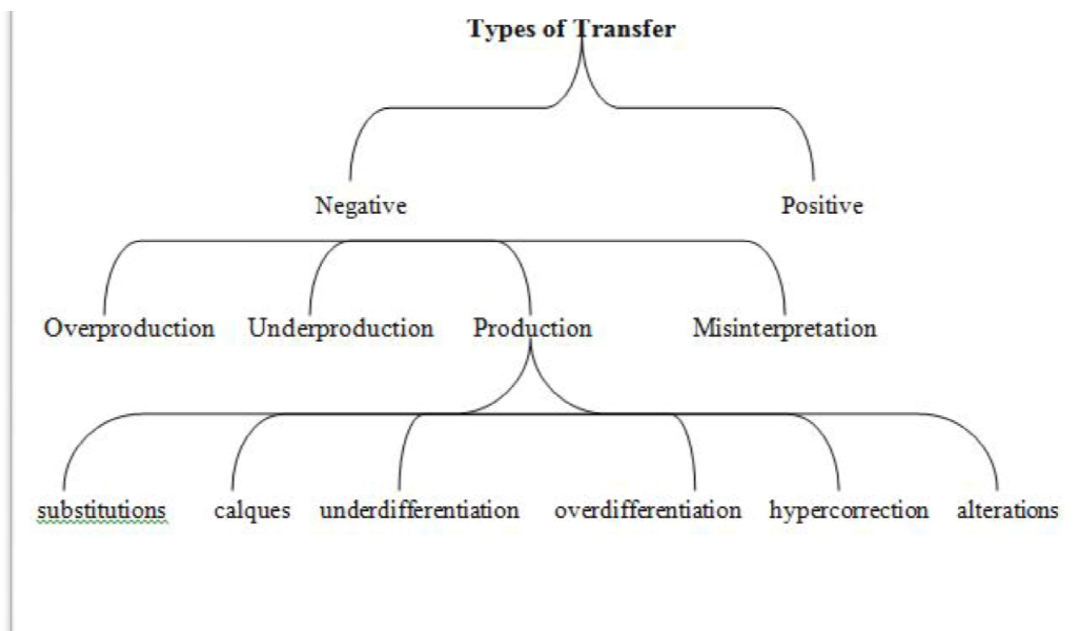 Types of Transfer
Negative Positive
Overproduction Underproduction Production Misinterpretation
substitutions calques underdifferentiation overdifferentiation hypercorrection alterations